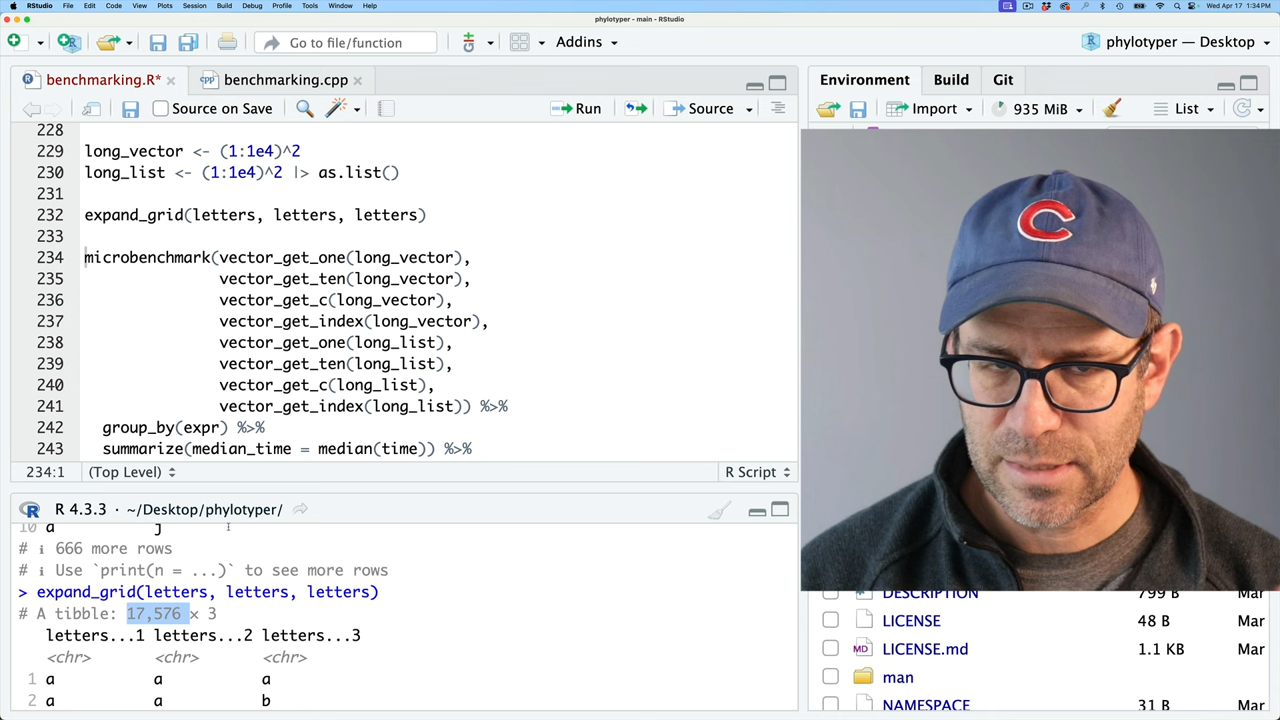 RStudio File Edit Code View Plots Session Build Debug Profile Tools Window Help Wed Apr 17 1:34PM
phylotyper - main - RStudio
Go to file/function Addins phylotyper — Desktop
benchmarking.R* benchmarking.cpp
Source on Save Run Source
Environment Build Git
Import 935 MiB List
228
229 long_vector <- (1:1e4)^2
230 long_list <- (1:1e4)^2 |> as.list()
231
232 expand_grid(letters, letters, letters)
233
234 microbenchmark(vector_get_one(long_vector),
235 vector_get_ten(long_vector),
236 vector_get_c(long_vector),
237 vector_get_index(long_vector),
238 vector_get_one(long_list),
239 vector_get_ten(long_list),
240 vector_get_c(long_list),
241 vector_get_index(long_list)) %>%
242 group_by(expr) %>%
243 summarize(median_time = median(time)) %>%
234:1 (Top Level) R Script
R 4.3.3 · ~/Desktop/phylotyper/
10 a j
# ℹ 666 more rows
# ℹ Use `print(n = ...)` to see more rows
> expand_grid(letters, letters, letters)
# A tibble: 17,576 × 3
letters...1 letters...2 letters...3
<chr> <chr> <chr>
1 a a a
2 a a b
C
DESCRIPTION 799 B Mar
LICENSE 48 B Mar
LICENSE.md 1.1 KB Mar
man
NAMESPACE 31 B Mar